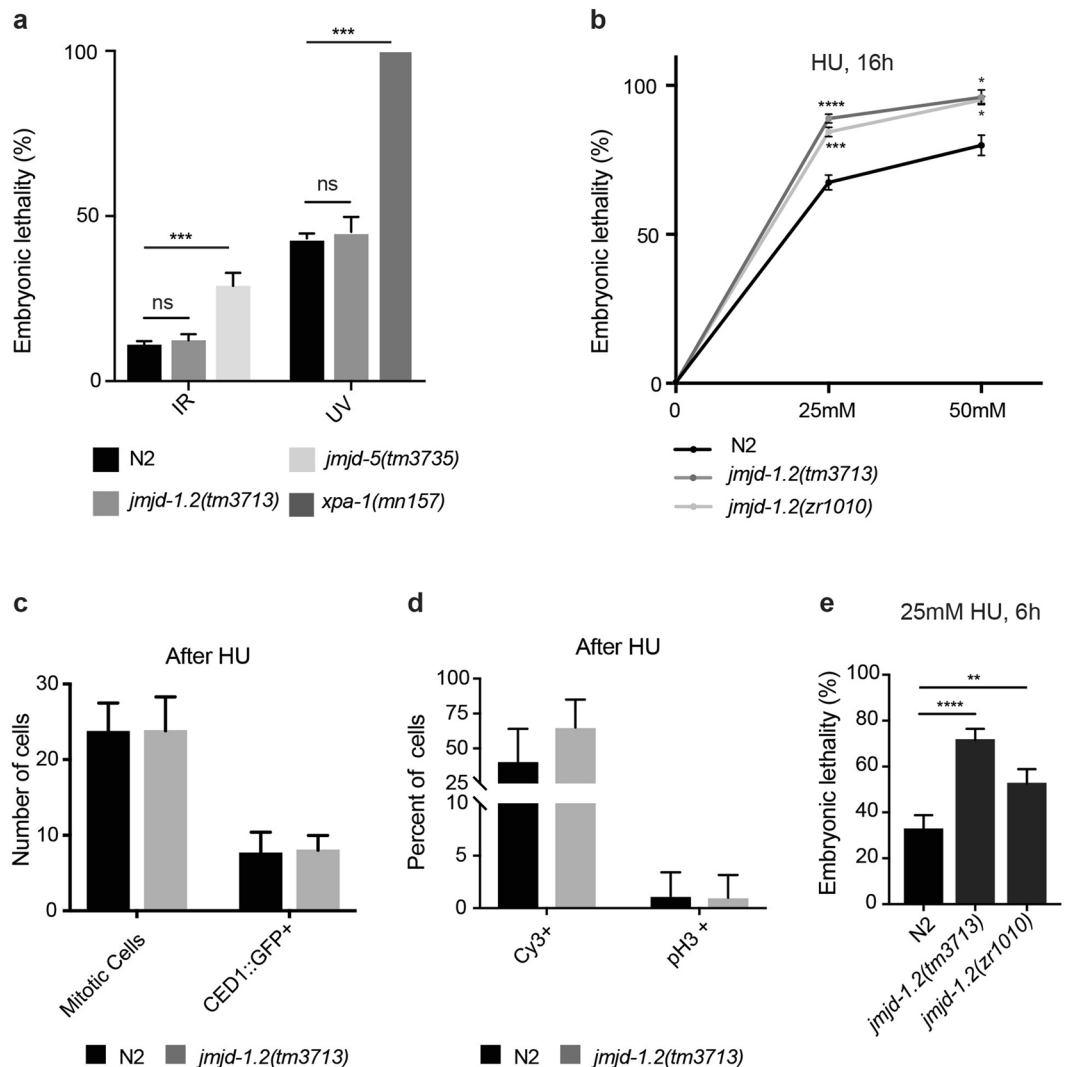 a
***
100
Embryonic lethality (%)
ns
50
***
ns
0
IR
UV
N2
jmjd-5(tm3735)
jmjd-1.2(tm3713)
xpa-1(mn157)
b
HU, 16h
100
Embryonic lethality (%)
****
*
*
***
50
0
0
25mM
50mM
N2
jmjd-1.2(tm3713)
jmjd-1.2(zr1010)
c
After HU
30
Number of cells
20
10
0
Mitotic Cells
CED1::GFP+
N2
jmjd-1.2(tm3713)
d
After HU
100
Percent of cells
75
50
25
10
5
0
Cy3+
pH3 +
N2
jmjd-1.2(tm3713)
e
25mM HU, 6h
100
Embryonic lethality (%)
**
****
80
60
40
20
0
N2
jmjd-1.2(tm3713)
jmjd-1.2(zr1010)